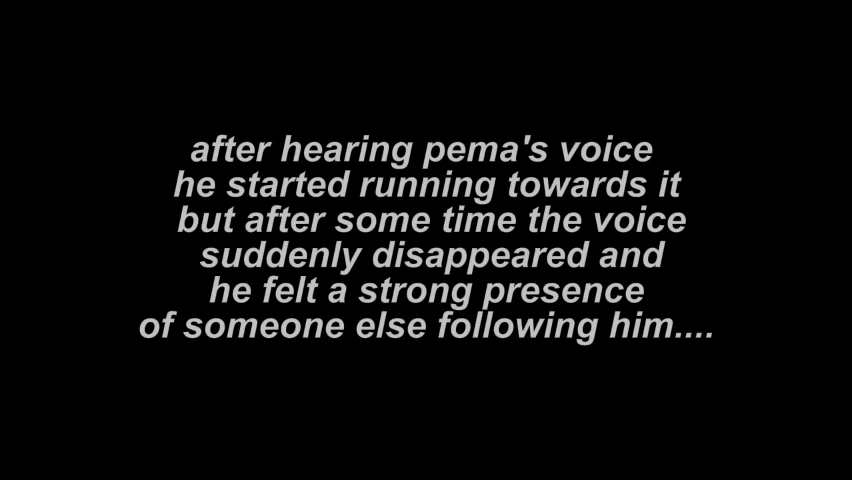 after hearing pema's voice
he started running towards it
but after some time the voice
suddenly disappeared and
he felt a strong presence
of someone else following him....